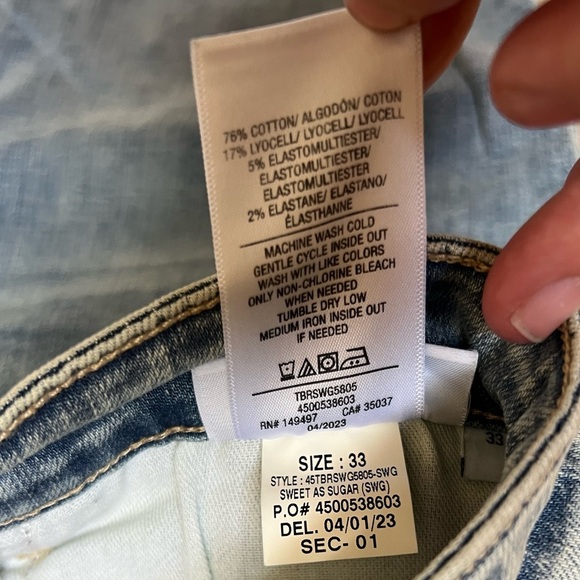 76% COTTON/ ALGODÓN/ COTON
17% LYOCELL/ LYOCELL/ LYOCELL
5% ELASTOMULTIESTER/
ELASTOMULTIÉSTER/
ELASTOMULTIESTER
2% ELASTANE/ ELASTANO/
ÉLASTHANNE
MACHINE WASH COLD
GENTLE CYCLE INSIDE OUT
WASH WITH LIKE COLORS
ONLY NON-CHLORINE BLEACH
WHEN NEEDED
TUMBLE DRY LOW
MEDIUM IRON INSIDE OUT
IF NEEDED
TBRSWG5805
4500538603
RN# 149497 CA# 35037
04/2023
33
SIZE : 33
STYLE : 45TBRSWG5805-SWG
SWEET AS SUGAR (SWG)
P.O# 4500538603
DEL. 04/01/23
SEC- 01